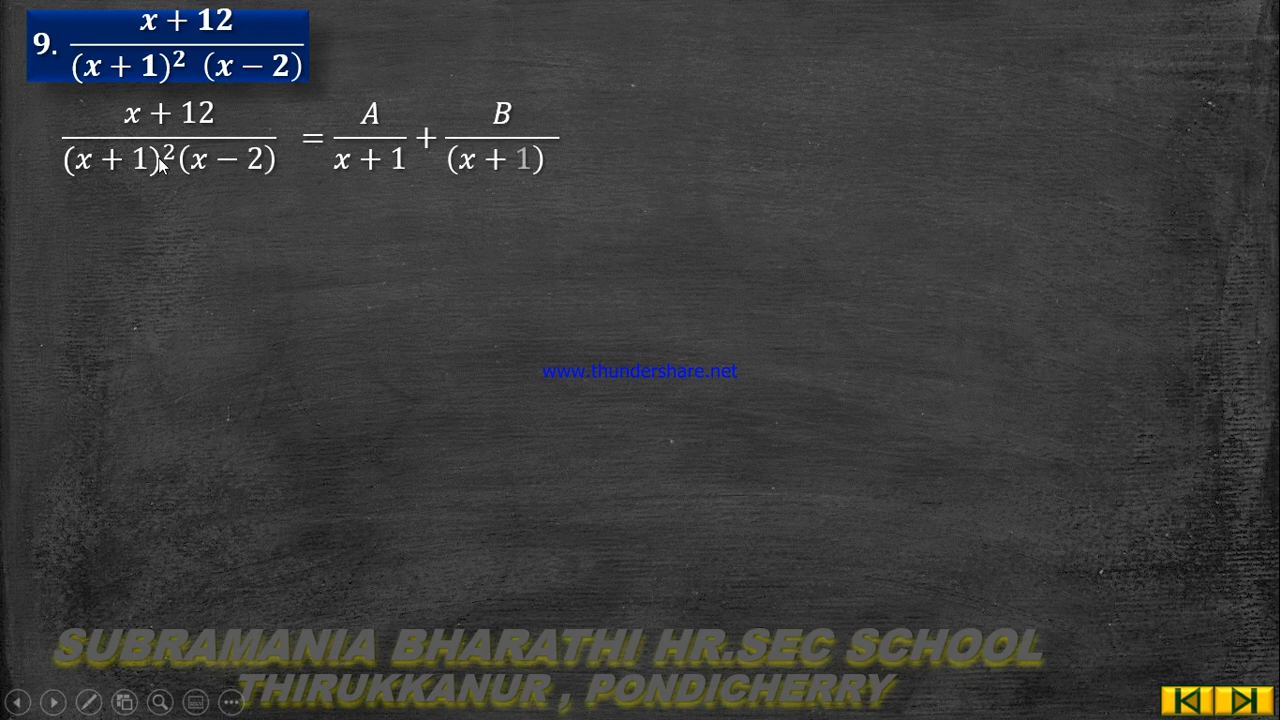 9. x + 12 / (x + 1)² (x − 2)
x + 12 / (x + 1)²(x − 2) = A / x + 1 + B / (x + 1)
www.thundershare.net
SUBRAMANIA BHARATHI HR.SEC SCHOOL
THIRUKKANUR , PONDICHERRY